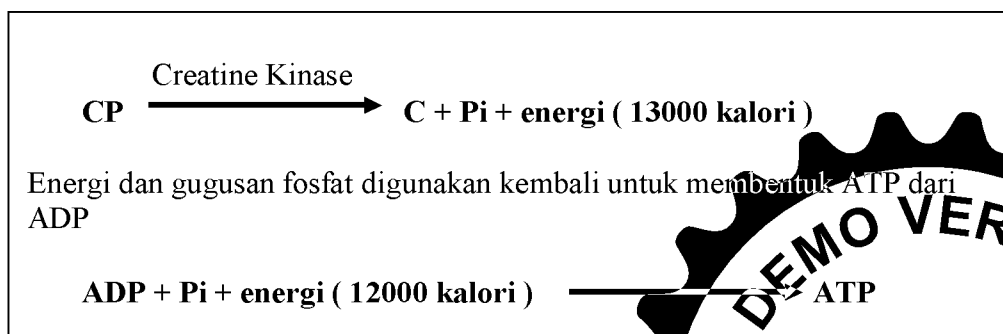 Creatine Kinase
CP C + Pi + energi ( 13000 kalori )
Energi dan gugusan fosfat digunakan kembali untuk membentuk ATP dari
ADP
DEMO VER
ADP + Pi + energi ( 12000 kalori ) ATP